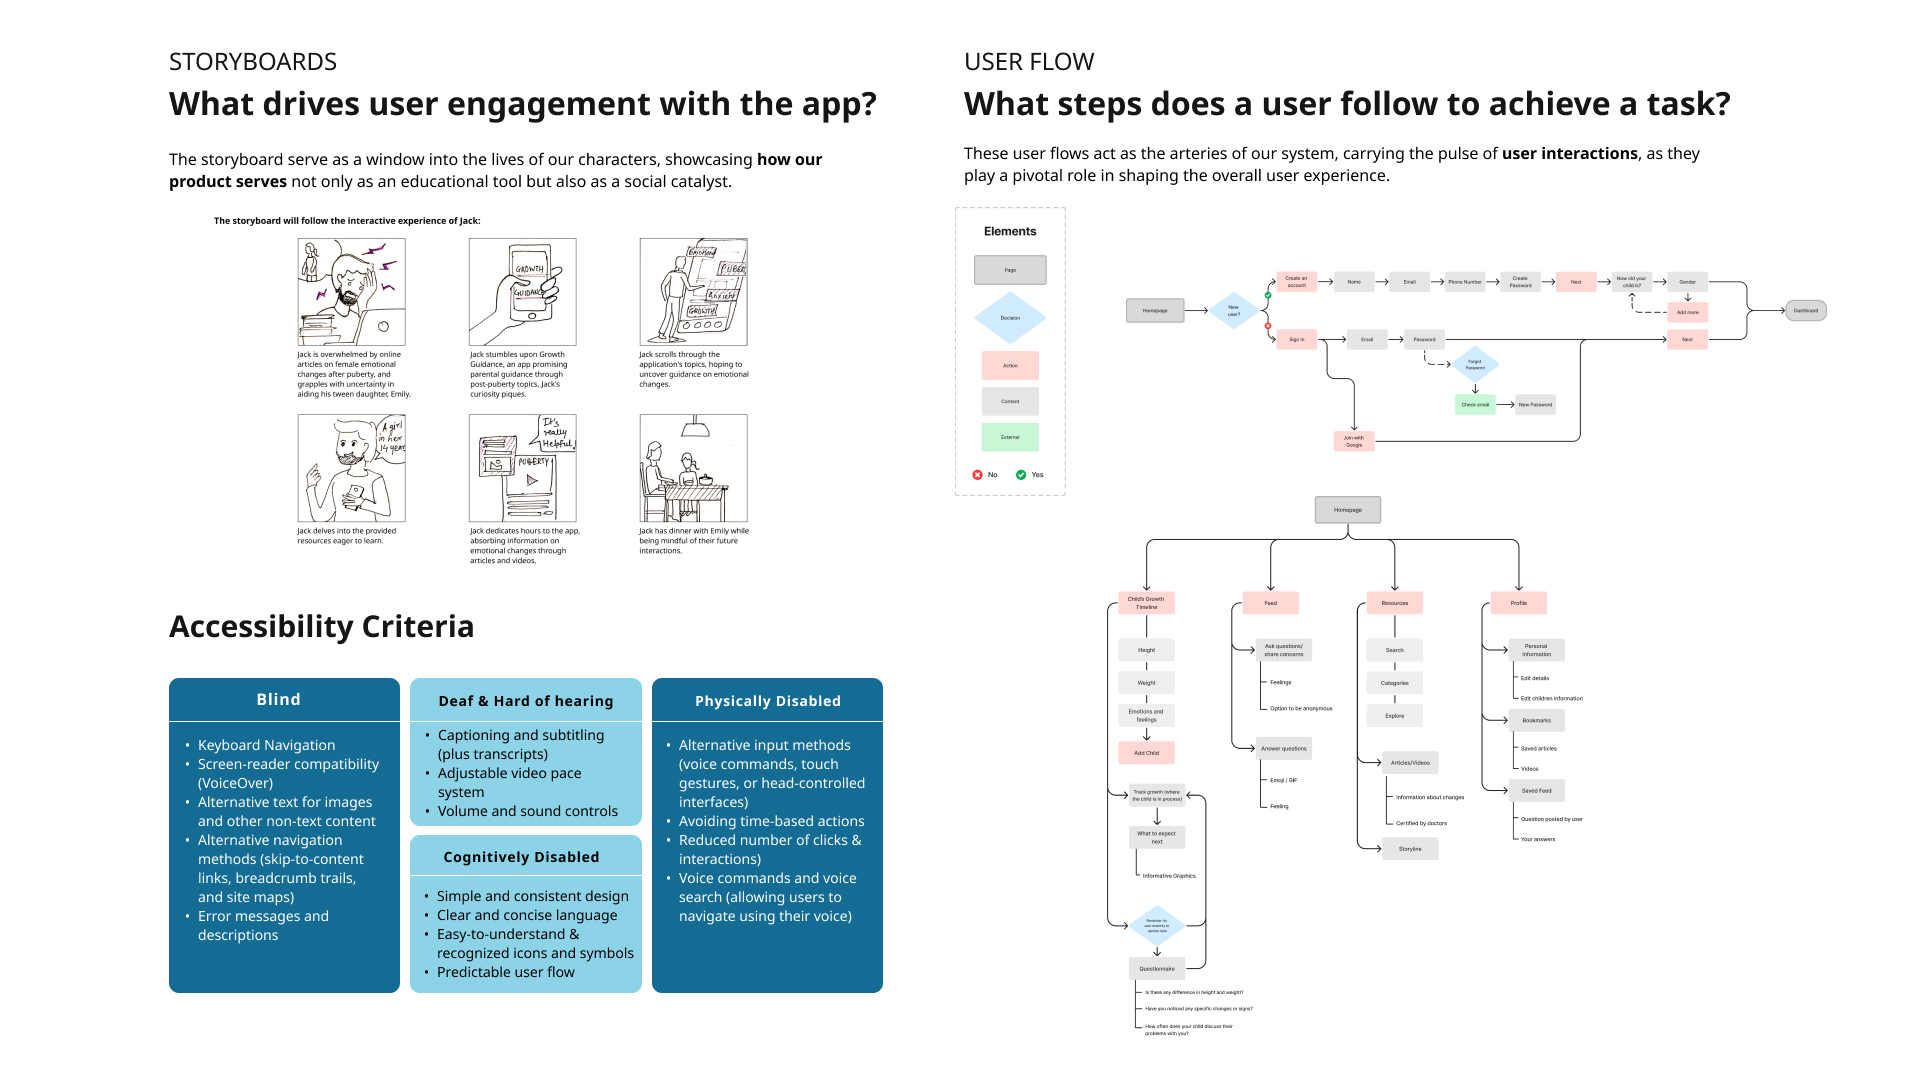 STORYBOARDS
What drives user engagement with the app?
The storyboard serve as a window into the lives of our characters, showcasing how our
product serves not only as an educational tool but also as a social catalyst.
The storyboard will follow the interactive experience of Jack:
Jack is overwhelmed by online
articles on female emotional
changes after puberty, and
grapples with uncertainty in
aiding his tween daughter, Emily.
GROWTH
GUIDANCE
Jack stumbles upon Growth
Guidance, an app promising
parental guidance through
post-puberty topics, Jack's
curiosity piques.
Emotional
PUBER
Anxiety
GROWTH
Jack scrolls through the
application's topics, hoping to
uncover guidance on emotional
changes.
A girl
in her
14 year
Jack delves into the provided
resources eager to learn.
It's
really
Helpful!
PUBERTY
Jack dedicates hours to the app,
absorbing information on
emotional changes through
articles and videos.
Jack has dinner with Emily while
being mindful of their future
interactions.
Accessibility Criteria
Blind
• Keyboard Navigation
• Screen-reader compatibility
(VoiceOver)
• Alternative text for images
and other non-text content
• Alternative navigation
methods (skip-to-content
links, breadcrumb trails,
and site maps)
• Error messages and
descriptions
Deaf & Hard of hearing
• Captioning and subtitling
(plus transcripts)
• Adjustable video pace
system
• Volume and sound controls
Cognitively Disabled
• Simple and consistent design
• Clear and concise language
• Easy-to-understand &
recognized icons and symbols
• Predictable user flow
Physically Disabled
• Alternative input methods
(voice commands, touch
gestures, or head-controlled
interfaces)
• Avoiding time-based actions
• Reduced number of clicks &
interactions)
• Voice commands and voice
search (allowing users to
navigate using their voice)
USER FLOW
What steps does a user follow to achieve a task?
These user flows act as the arteries of our system, carrying the pulse of user interactions, as they
play a pivotal role in shaping the overall user experience.
Elements
Page
Decision
Action
Content
External
No
Yes
Homepage
New
user?
Create an
account
Name
Email
Phone Number
Create
Password
Next
How old your
child is?
Gender
Add more
Dashboard
Sign in
Email
Password
Next
Forgot
Password
Check email
New Password
Join with
Google
Homepage
Child's Growth
Timeline
Height
Weight
Emotions and
feelings
Add Child
Track growth (where
the child is in process)
What to expect
next
Informative Graphics
Reminder for
user monthly to
update data
Questionnaire
Is there any difference in height and weight?
Have you noticed any specific changes or signs?
How often does your child discuss their
problems with you?
Feed
Ask questions/
share concerns
Feelings
Option to be anonymous
Answer questions
Emoji / GIF
Feeling
Resources
Search
Categories
Explore
Articles/Videos
Information about changes
Certified by doctors
Storyline
Profile
Personal
Information
Edit details
Edit children information
Bookmarks
Saved articles
Videos
Saved Feed
Question posted by user
Your answers